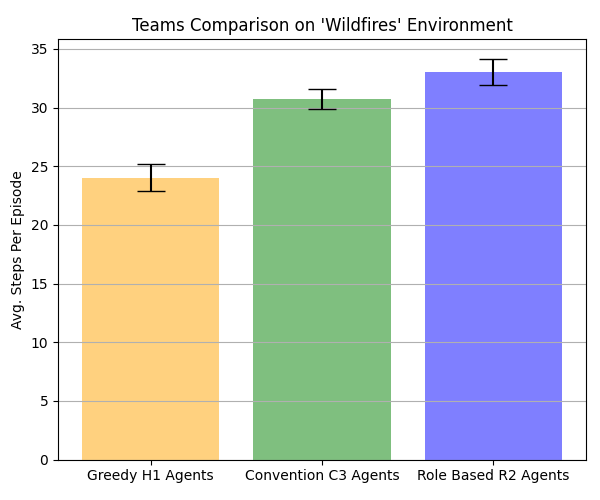 Teams Comparison on 'Wildfires' Environment
Avg. Steps Per Episode
35
30
25
20
15
10
5
0
Greedy H1 Agents
Convention C3 Agents
Role Based R2 Agents